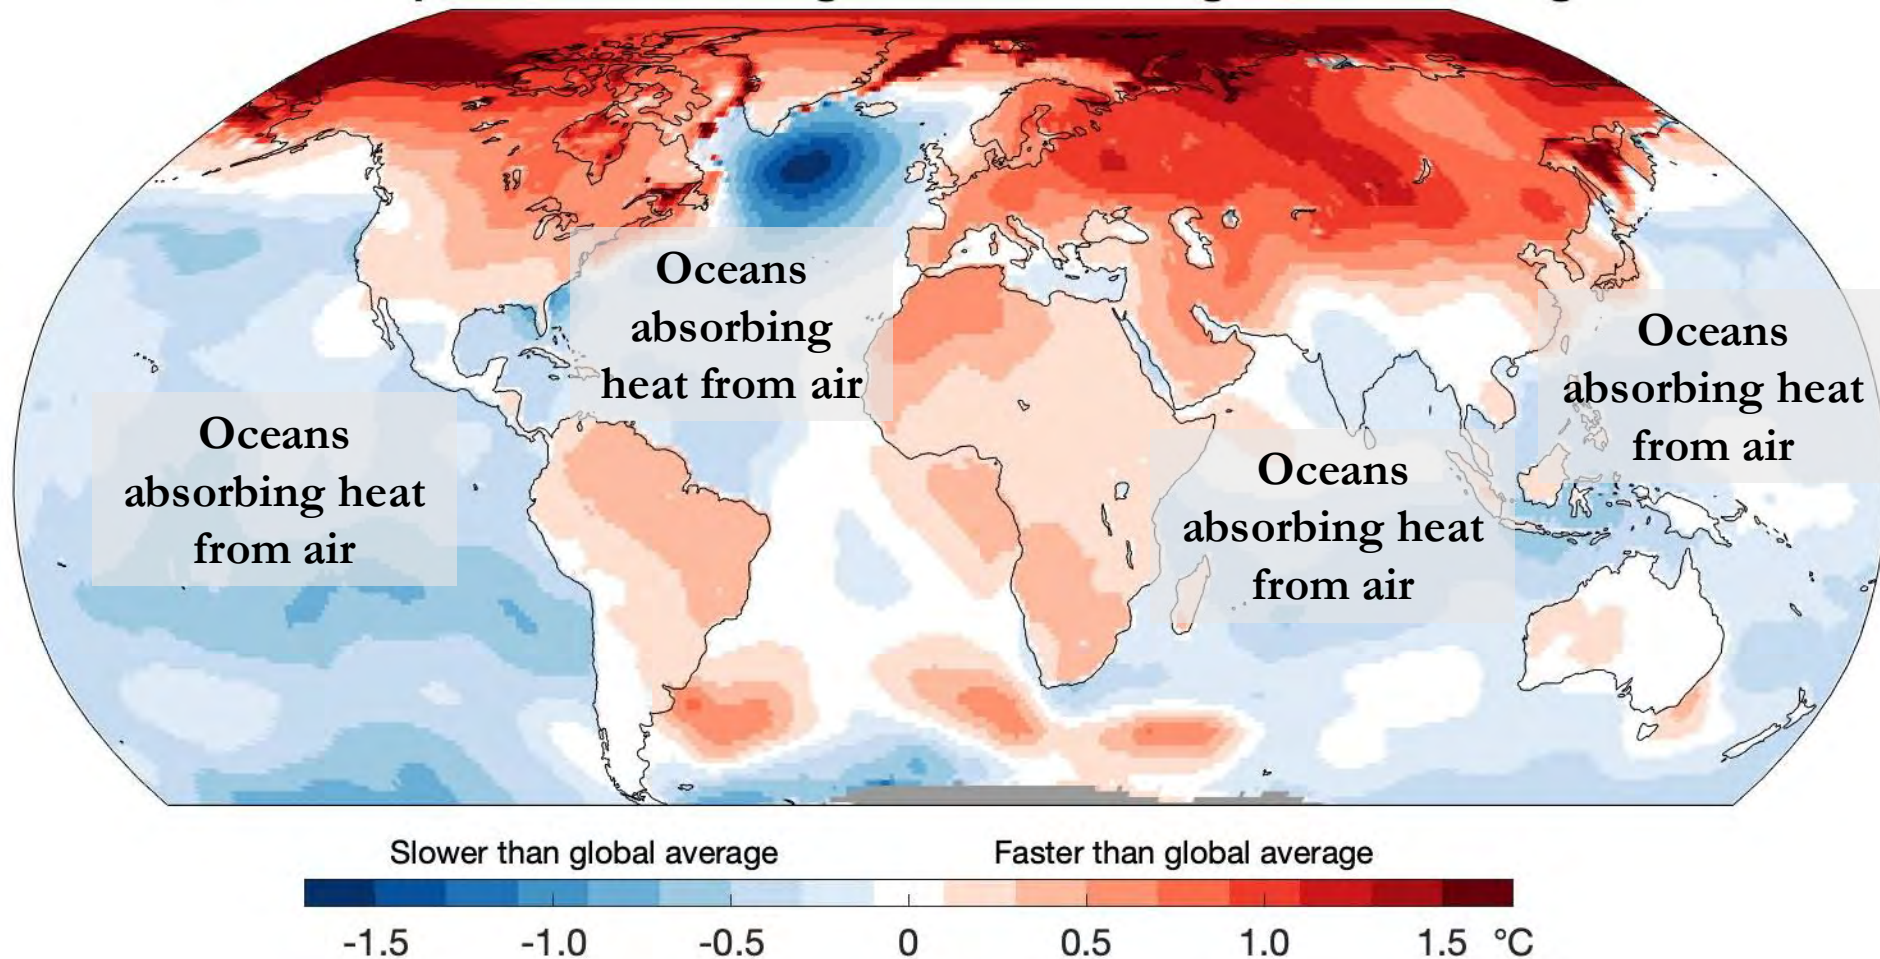 Oceans
absorbing
heat from air
Oceans
absorbing heat
from air
Oceans
absorbing heat
from air
Oceans
absorbing heat
from air
Slower than global average
Faster than global average
-1.5 -1.0 -0.5 0 0.5 1.0 1.5 °C